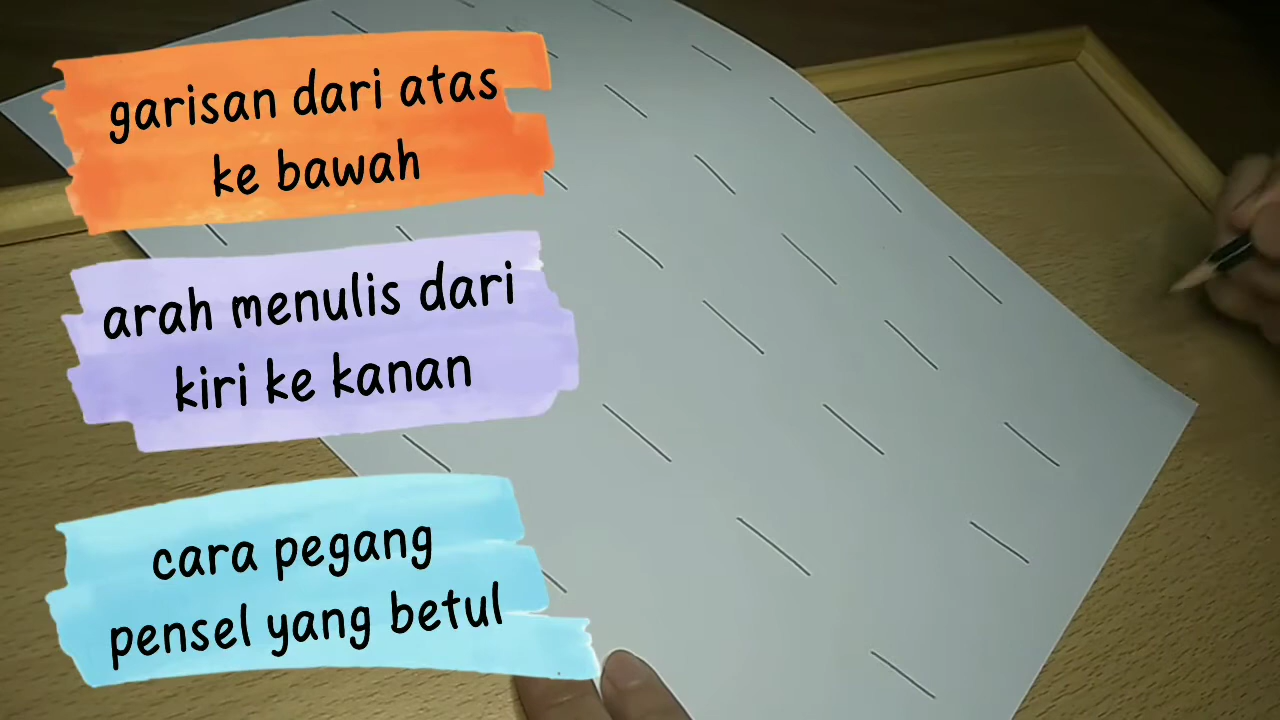 garisan dari atas
ke bawah
arah menulis dari
kiri ke kanan
cara pegang
pensel yang betul